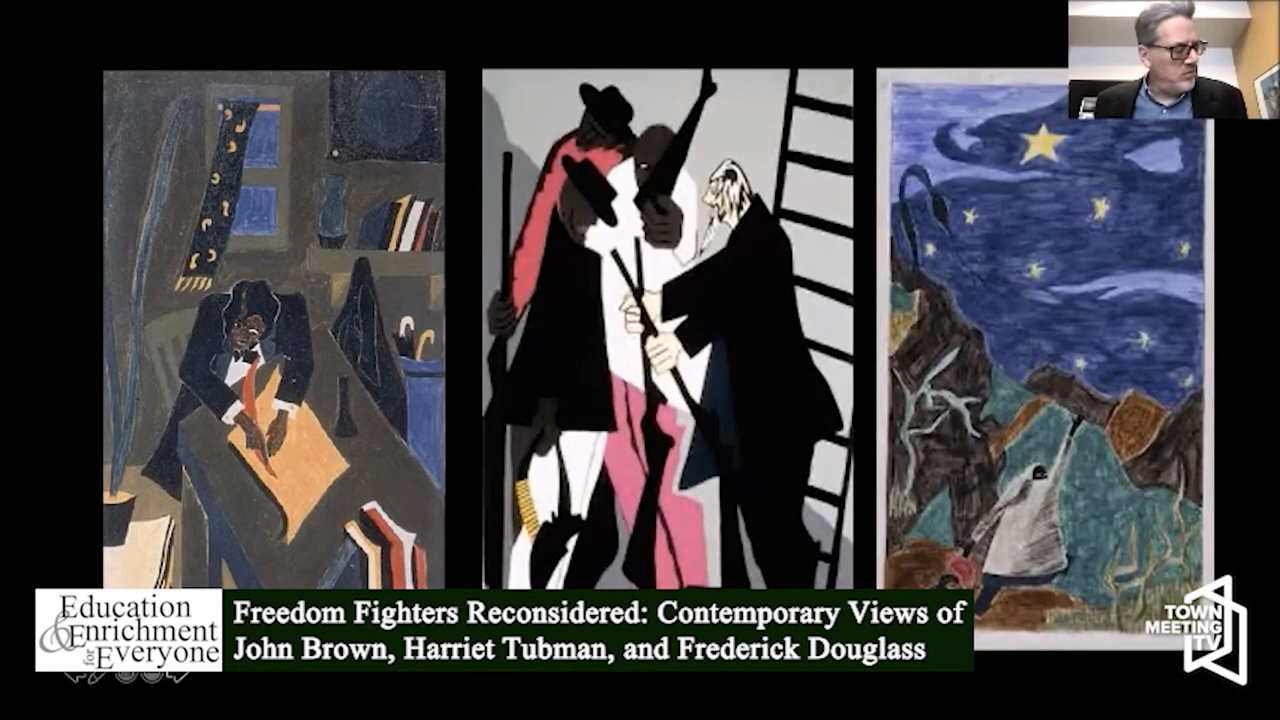 Education
& Enrichment
for Everyone
Freedom Fighters Reconsidered: Contemporary Views of
John Brown, Harriet Tubman, and Frederick Douglass
TOWN
MEETING
TV